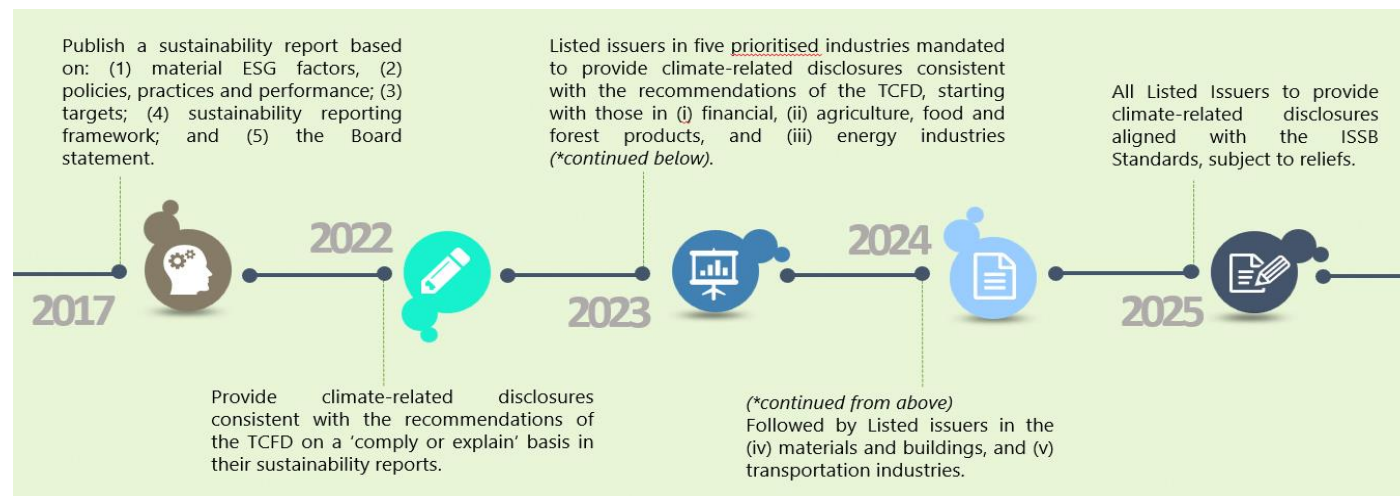 Publish a sustainability report based
on: (1) material ESG factors, (2)
policies, practices and performance; (3)
targets; (4) sustainability reporting
framework; and (5) the Board
statement.
2017
2022
Provide climate-related disclosures
consistent with the recommendations of
the TCFD on a ‘comply or explain’ basis in
their sustainability reports.
Listed issuers in five prioritised industries mandated
to provide climate-related disclosures consistent
with the recommendations of the TCFD, starting
with those in (i) financial, (ii) agriculture, food and
forest products, and (iii) energy industries
(*continued below).
2023
2024
(*continued from above)
Followed by Listed issuers in the
(iv) materials and buildings, and (v)
transportation industries.
All Listed Issuers to provide
climate-related disclosures
aligned with the ISSB
Standards, subject to reliefs.
2025